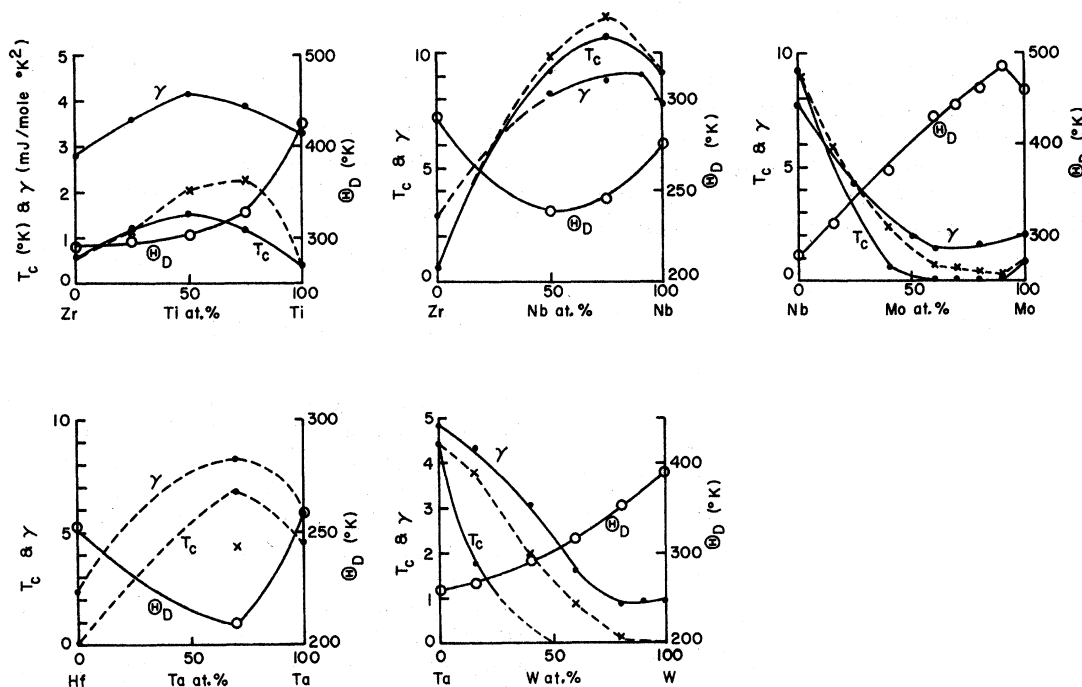 T_c (°K) & γ (mJ/mole °K²)
5
4
3
2
1
0
500
400
300
200
Θ_D (°K)
γ
T_c
Θ_D
0
50
100
Zr
Ti at.%
Ti
T_c & γ
10
5
0
300
250
200
Θ_D (°K)
T_c
γ
Θ_D
0
50
100
Zr
Nb at.%
Nb
T_c & γ
10
5
0
500
400
300
200
Θ_D (°K)
Θ_D
T_c
γ
50
100
Nb
Mo at.%
Mo
T_c & γ
10
5
0
300
250
200
Θ_D (°K)
γ
T_c
Θ_D
0
50
100
Hf
Ta at.%
Ta
T_c & γ
5
4
3
2
1
0
400
300
200
Θ_D (°K)
γ
T_c
Θ_D
0
50
100
Ta
W at.%
W